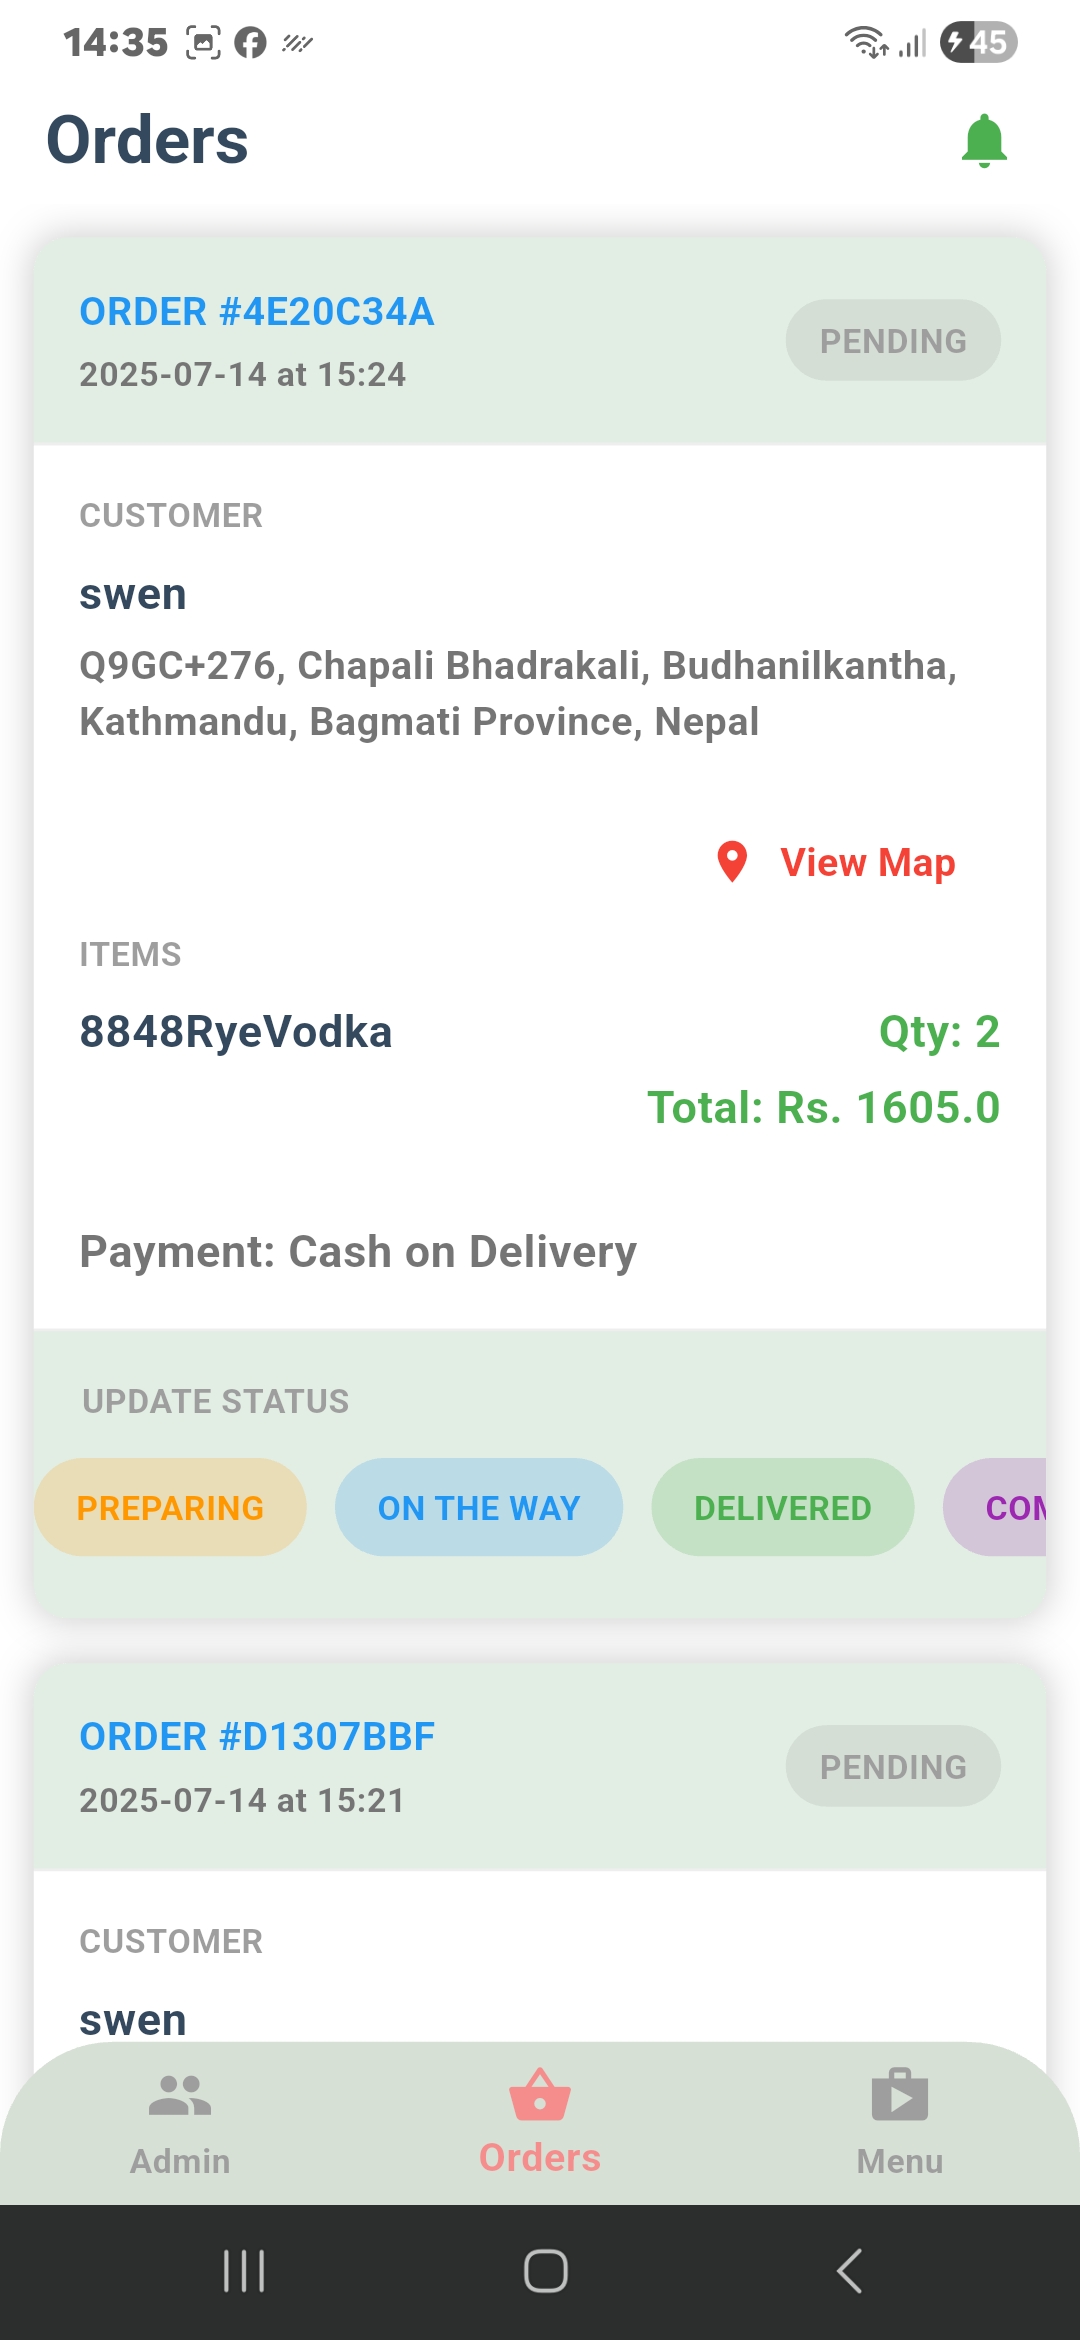 14:35
45
Orders
ORDER #4E20C34A
PENDING
2025-07-14 at 15:24
CUSTOMER
swen
Q9GC+276, Chapali Bhadrakali, Budhanilkantha,
Kathmandu, Bagmati Province, Nepal
View Map
ITEMS
8848RyeVodka
Qty: 2
Total: Rs. 1605.0
Payment: Cash on Delivery
UPDATE STATUS
PREPARING
ON THE WAY
DELIVERED
ORDER #D1307BBF
PENDING
2025-07-14 at 15:21
CUSTOMER
swen
Admin
Orders
Menu